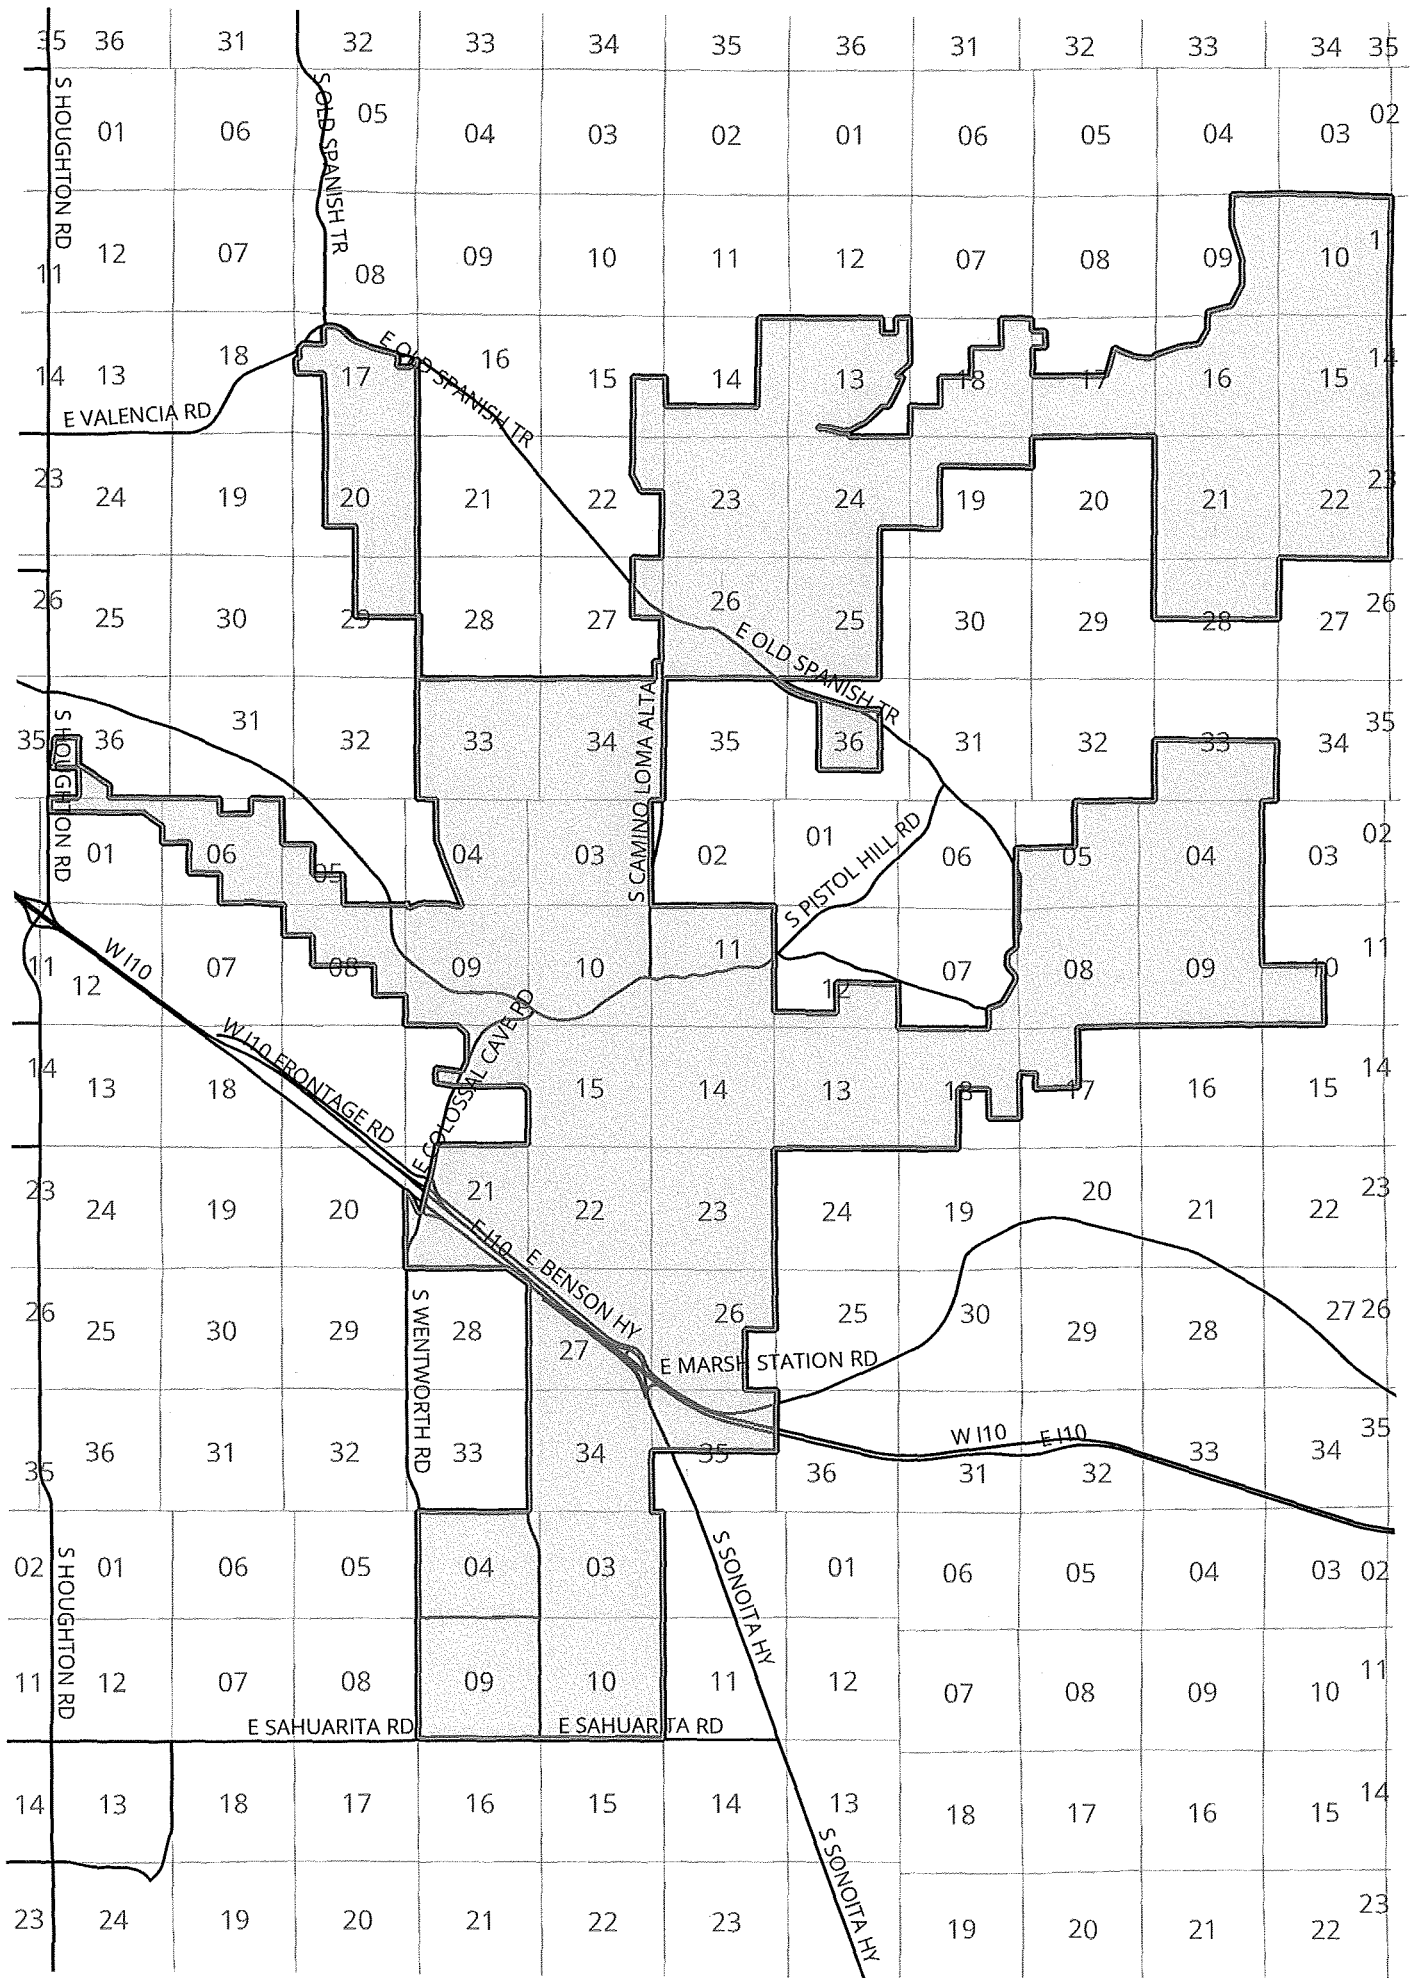 35 36 31 32 33 34 35 36 31 32 33 34 35
S HOUGHTON RD
S OLD SPANISH TR
01 06 05 04 03 02 01 06 05 04 03 02
11 12 07 08 09 10 11 12 07 08 09 10 11
E OLD SPANISH TR
14 13 18 17 16 15 14 13 18 17 16 15 14
E VALENCIA RD
23 24 19 20 21 22 23 24 19 20 21 22 23
26 25 30 29 28 27 26 25 30 29 28 27 26
E OLD SPANISH TR
S HOUGHTON RD
S CAMINO LOMA ALTA
35 36 31 32 33 34 35 36 31 32 33 34 35
S PISTOL HILL RD
01 06 05 04 03 02 01 06 05 04 03 02
W I10
11 12 07 08 09 10 11 12 07 08 09 10 11
E COLOSSAL CAVE RD
W I10 FRONTAGE RD
14 13 18 15 14 13 18 17 16 15 14
23 24 19 20 21 22 23 24 19 20 21 22 23
E I10
E BENSON HY
S WENTWORTH RD
26 25 30 29 28 27 26 25 30 29 28 27 26
E MARSH STATION RD
W I10
E I10
35 36 31 32 33 34 35 36 31 32 33 34 35
S HOUGHTON RD
S SONOITA HY
02 01 06 05 04 03 01 06 05 04 03 02
11 12 07 08 09 10 11 12 07 08 09 10 11
E SAHUARITA RD
E SAHUARITA RD
14 13 18 17 16 15 14 13 18 17 16 15 14
S SONOITA HY
23 24 19 20 21 22 23 19 20 21 22 23